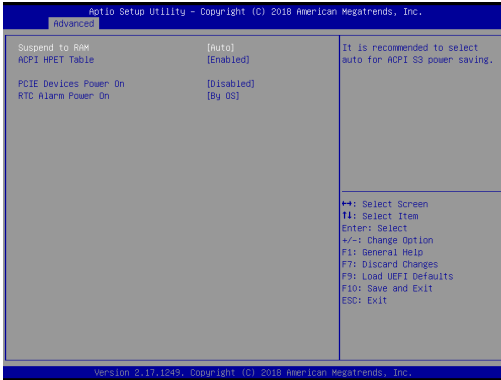 Aptio Setup Utility – Copyright (C) 2018 American Megatrends, Inc.
Advanced
Suspend to RAM [Auto]
ACPI HPET Table [Enabled]
PCIE Devices Power On [Disabled]
RTC Alarm Power On [By OS]
It is recommended to select
auto for ACPI S3 power saving.
↔: Select Screen
↑↓: Select Item
Enter: Select
+/-: Change Option
F1: General Help
F7: Discard Changes
F9: Load UEFI Defaults
F10: Save and Exit
ESC: Exit
Version 2.17.1249. Copyright (C) 2018 American Megatrends, Inc.